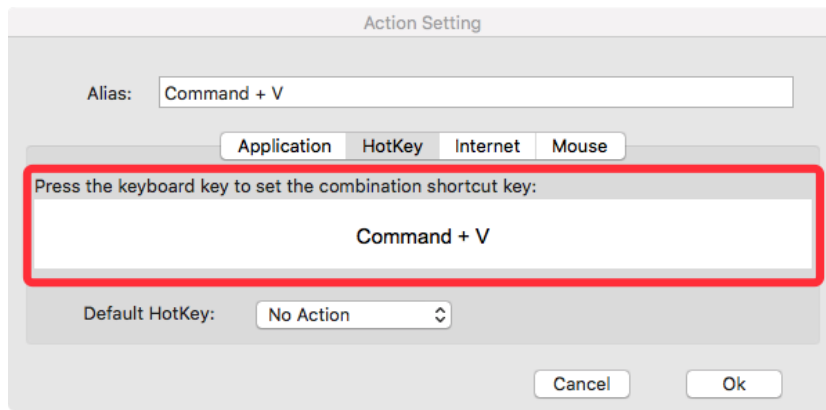 Action Setting
Alias: Command + V
Application HotKey Internet Mouse
Press the keyboard key to set the combination shortcut key:
Command + V
Default HotKey: No Action
Cancel Ok